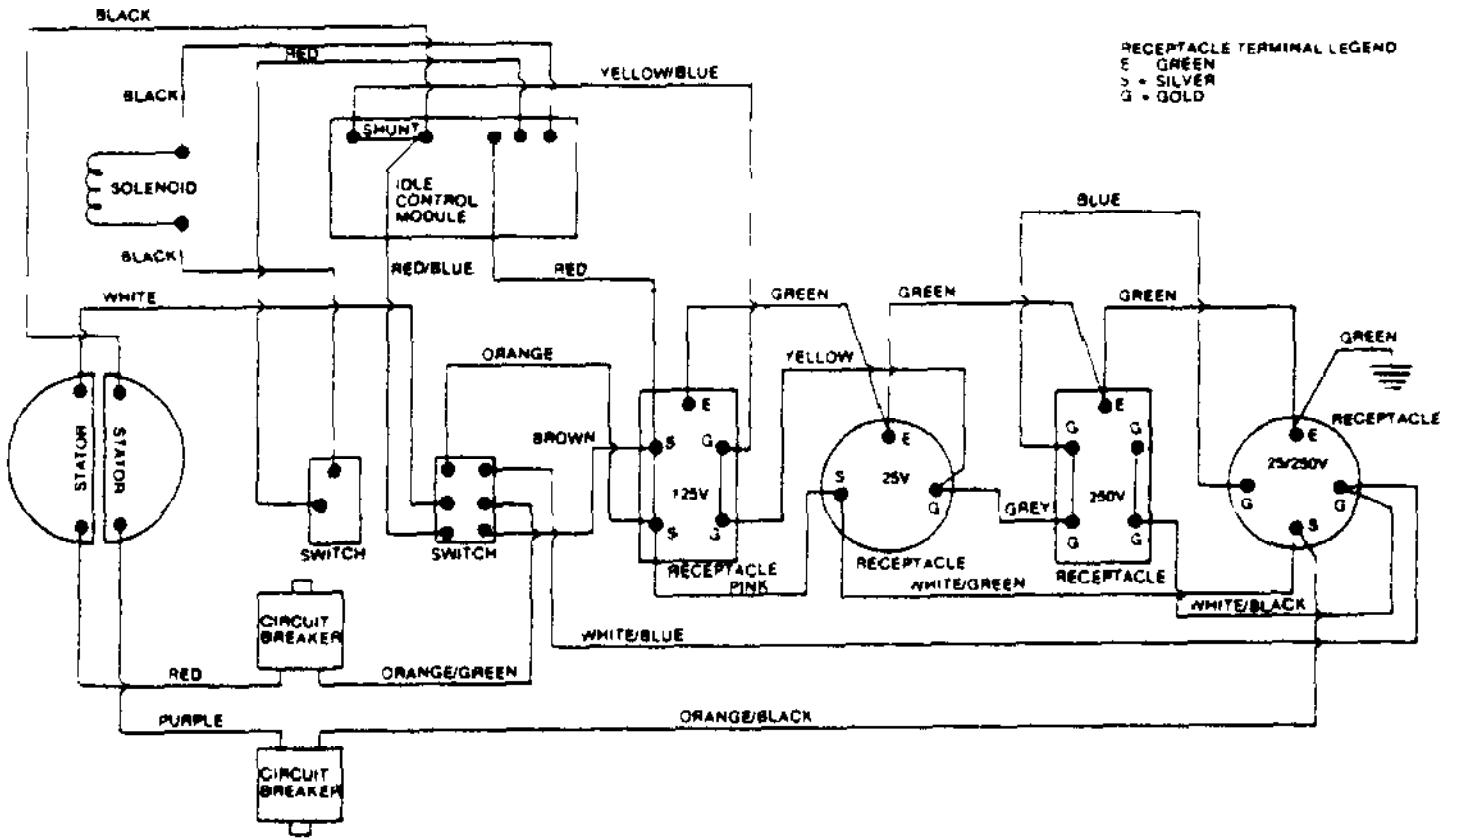 BLACK
RED
YELLOW/BLUE
RECEPTACLE TERMINAL LEGEND
E GREEN
S = SILVER
G = GOLD
BLACK
SHUNT
SOLENOID
IDLE
CONTROL
MODULE
BLUE
BLACK
RED/BLUE
RED
WHITE
GREEN
GREEN
GREEN
GREEN
ORANGE
YELLOW
E
E
RECEPTACLE
G
G
BROWN
S
G
E
E
STATOR
STATOR
S
25V
25/250V
125V
250V
G
GREY
G
G
S
S
G
G
G
SWITCH
SWITCH
RECEPTACLE
RECEPTACLE
RECEPTACLE
PINK
WHITE/GREEN
WHITE/BLACK
CIRCUIT
BREAKER
WHITE/BLUE
RED
ORANGE/GREEN
PURPLE
ORANGE/BLACK
CIRCUIT
BREAKER